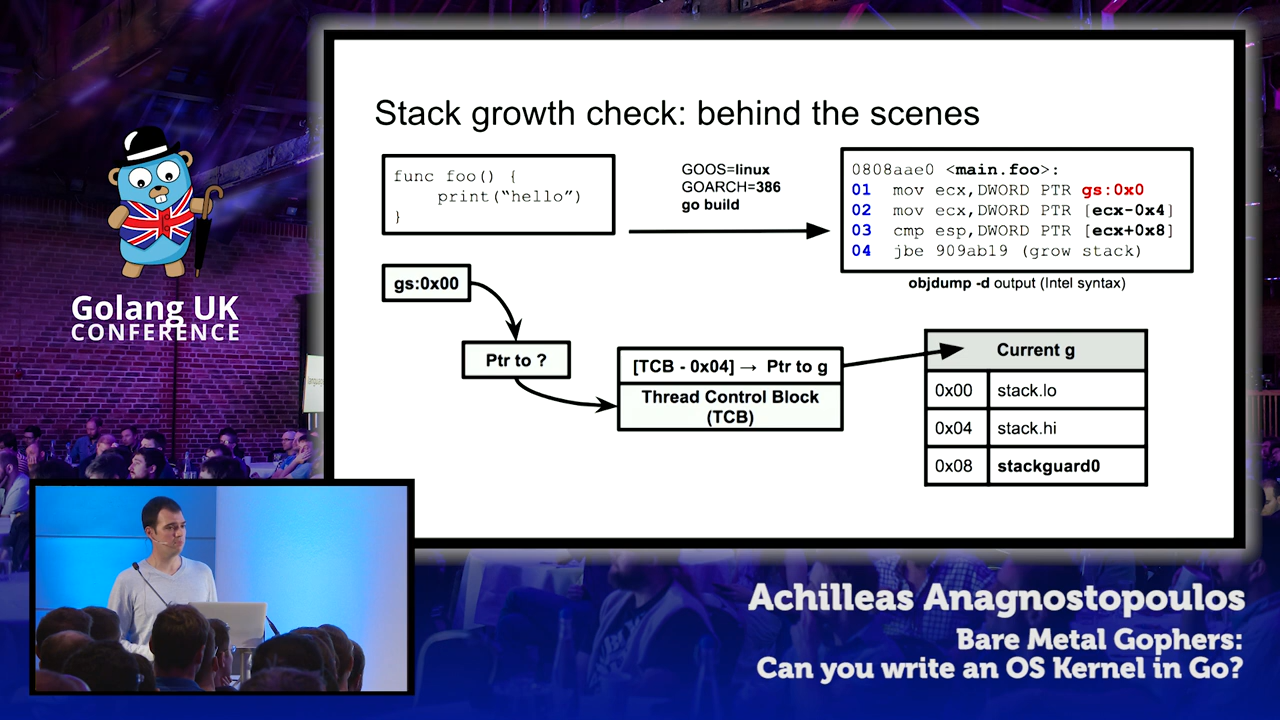 Stack growth check: behind the scenes
func foo() {
print(“hello”)
}
GOOS=linux
GOARCH=386
go build
0808aae0 <main.foo>:
01 mov ecx,DWORD PTR gs:0x0
02 mov ecx,DWORD PTR [ecx-0x4]
03 cmp esp,DWORD PTR [ecx+0x8]
04 jbe 909ab19 (grow stack)
objdump -d output (Intel syntax)
gs:0x00
Ptr to ?
[TCB - 0x04] → Ptr to g
Thread Control Block
(TCB)
Current g
0x00 stack.lo
0x04 stack.hi
0x08 stackguard0
Golang UK
CONFERENCE
Achilleas Anagnostopoulos
Bare Metal Gophers:
Can you write an OS Kernel in Go?